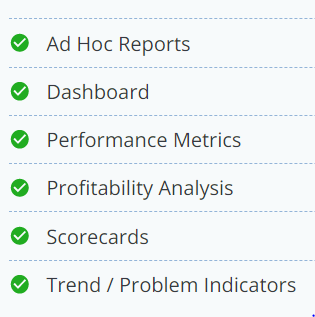 Ad Hoc Reports
Dashboard
Performance Metrics
Profitability Analysis
Scorecards
Trend / Problem Indicators